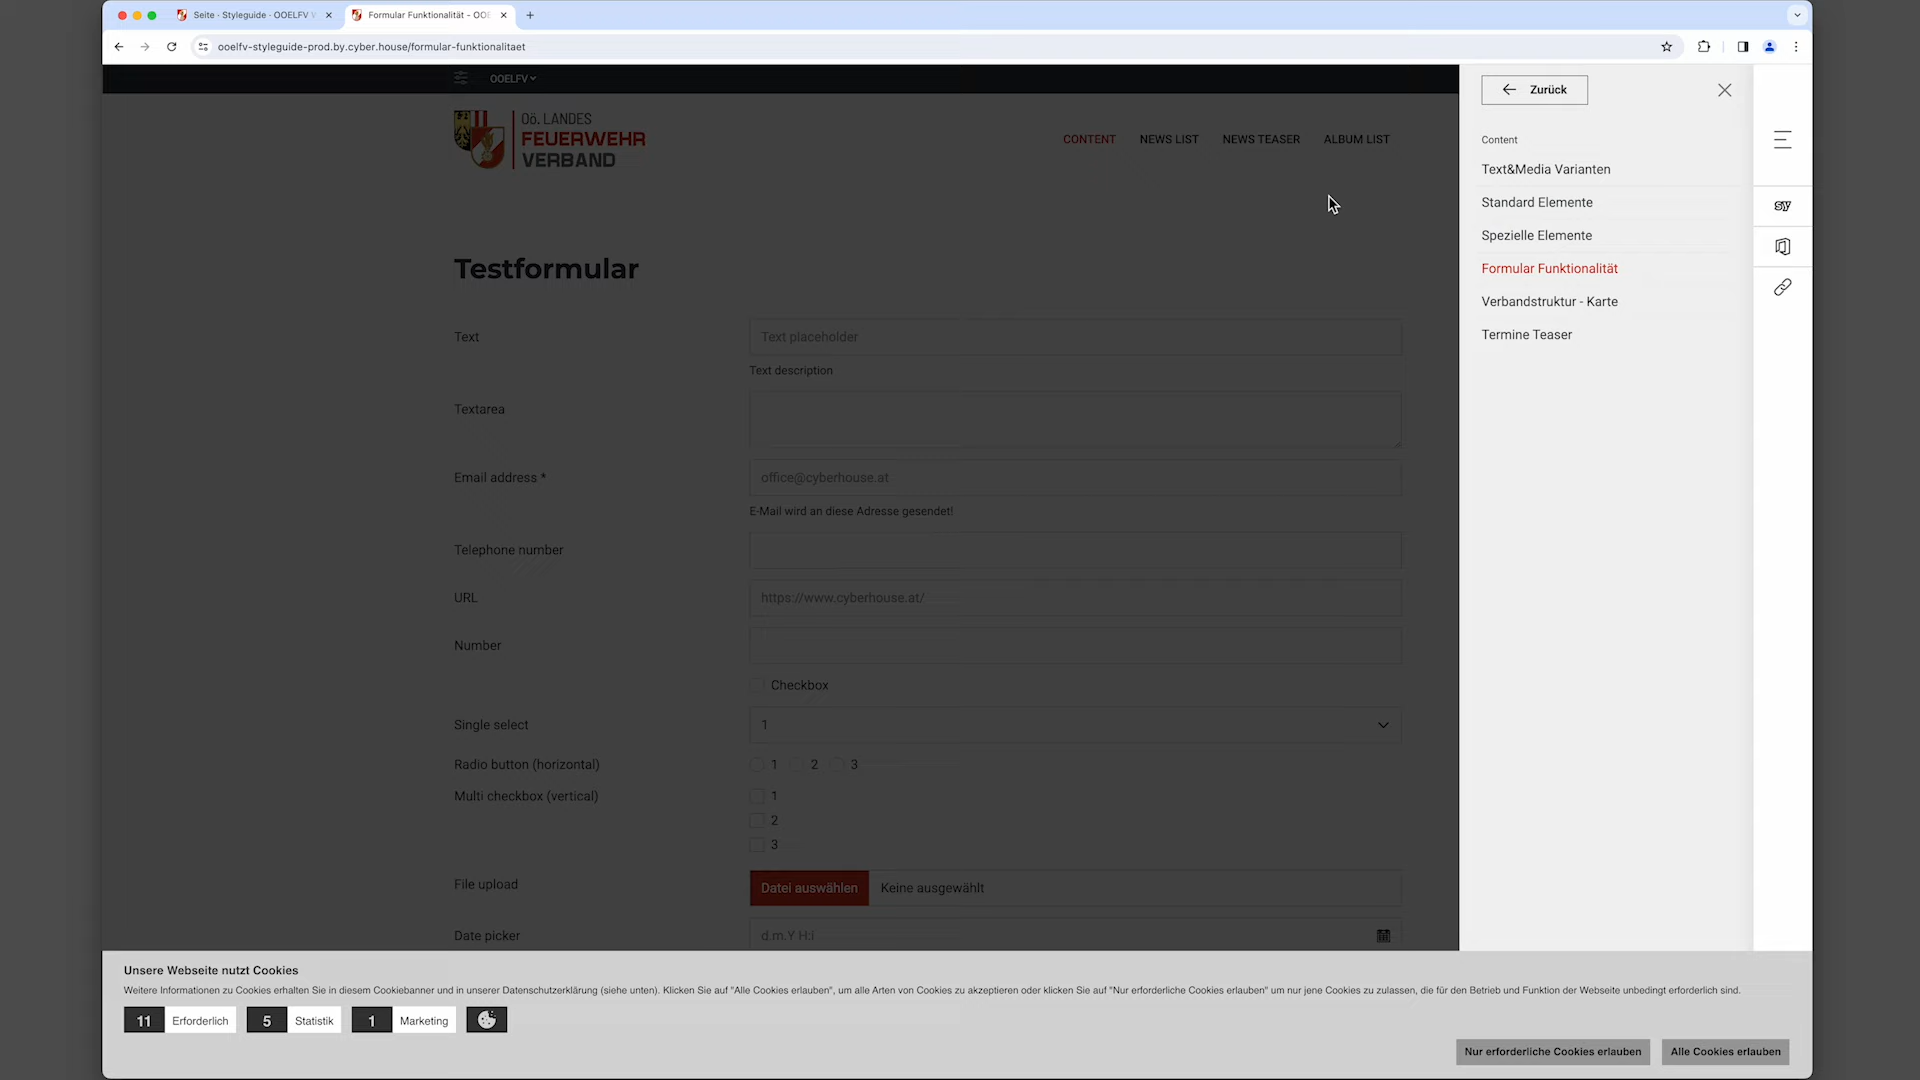 Seite · Styleguide · OOELFV
Formular Funktionalität – OOE
ooelfv-styleguide-prod.by.cyber.house/formular-funktionalitaet
OOELFV
Oö. LANDES
FEUERWEHR
VERBAND
CONTENT
NEWS LIST
NEWS TEASER
ALBUM LIST
Zurück
Content
Text&Media Varianten
Standard Elemente
Spezielle Elemente
Formular Funktionalität
Verbandstruktur - Karte
Termine Teaser
sy
Testformular
Text
Text placeholder
Text description
Textarea
Email address *
office@cyberhouse.at
E-Mail wird an diese Adresse gesendet!
Telephone number
URL
https://www.cyberhouse.at/
Number
Checkbox
Single select
1
Radio button (horizontal)
1 2 3
Multi checkbox (vertical)
1
2
3
File upload
Datei auswählen
Keine ausgewählt
Date picker
d.m.Y H:i
Unsere Webseite nutzt Cookies
Weitere Informationen zu Cookies erhalten Sie in diesem Cookiebanner und in unserer Datenschutzerklärung (siehe unten). Klicken Sie auf "Alle Cookies erlauben", um alle Arten von Cookies zu akzeptieren oder klicken Sie auf "Nur erforderliche Cookies erlauben" um nur jene Cookies zu zulassen, die für den Betrieb und Funktion der Webseite unbedingt erforderlich sind.
11 Erforderlich
5 Statistik
1 Marketing
Nur erforderliche Cookies erlauben
Alle Cookies erlauben